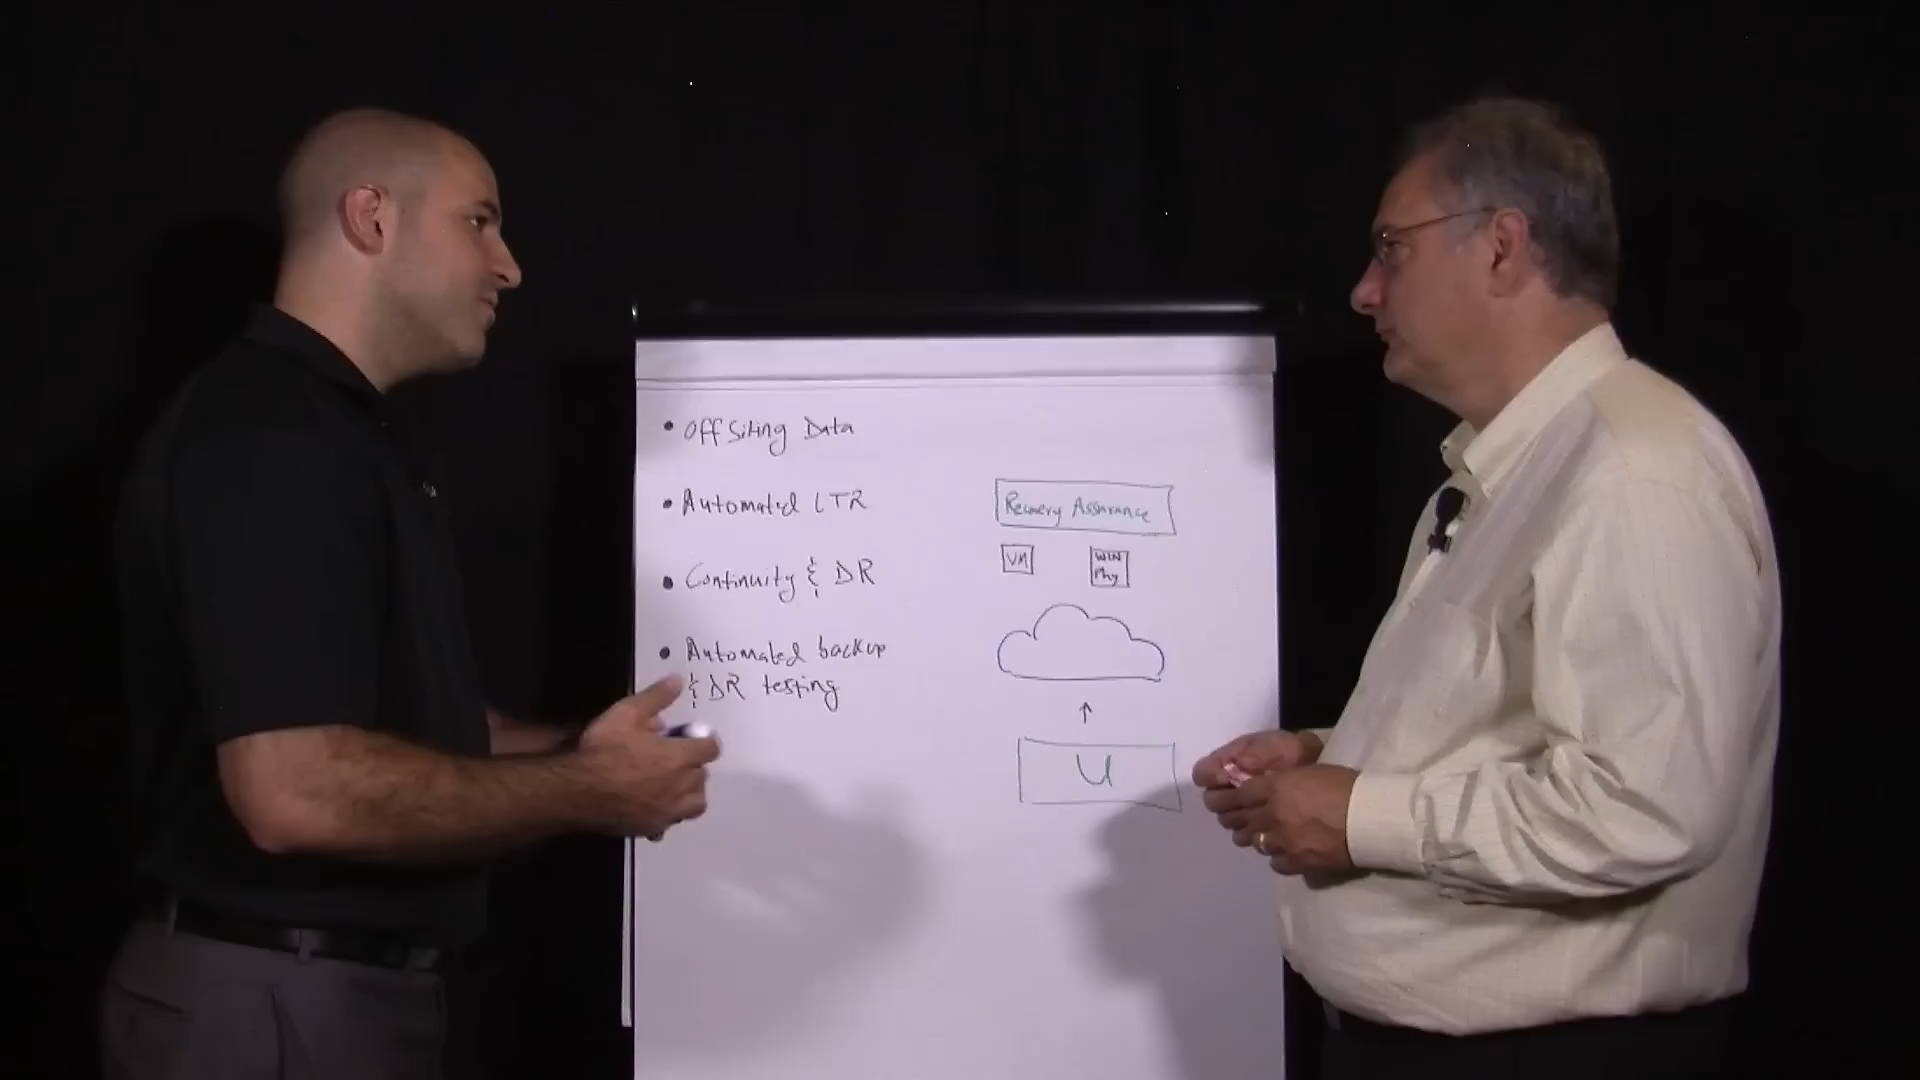 • Off Siting Data
• Automated LTR
• Continuity & DR
• Automated backup
& DR testing
Recovery Assurance
VM
WIN
Phy
U